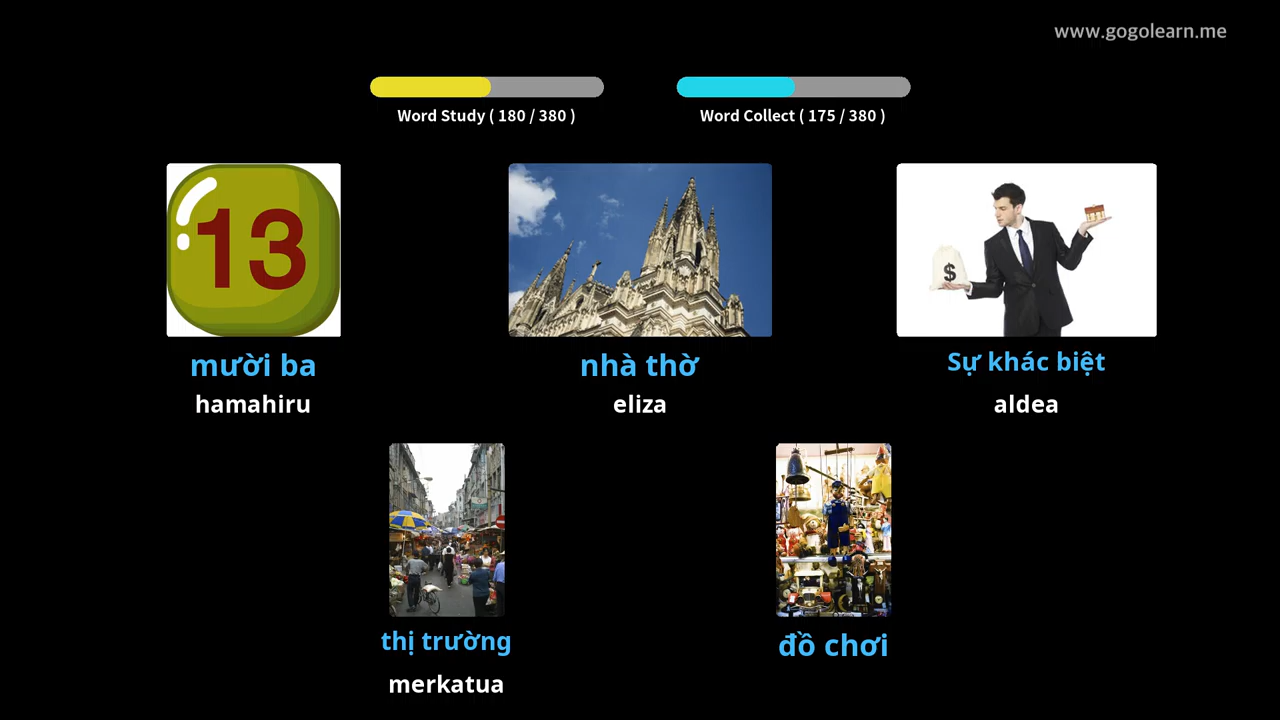 www.gogolearn.me
Word Study ( 180 / 380 )
Word Collect ( 175 / 380 )
13
$
mười ba
nhà thờ
Sự khác biệt
hamahiru
eliza
aldea
thị trường
đồ chơi
merkatua